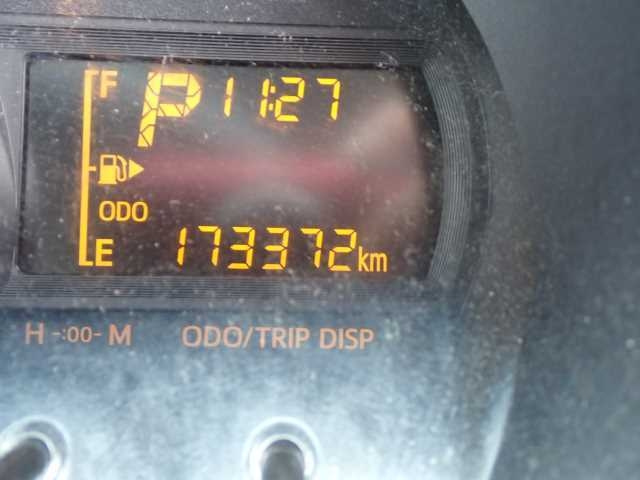 F P 11:27
ODO
E 173372km
H -:00- M ODO/TRIP DISP